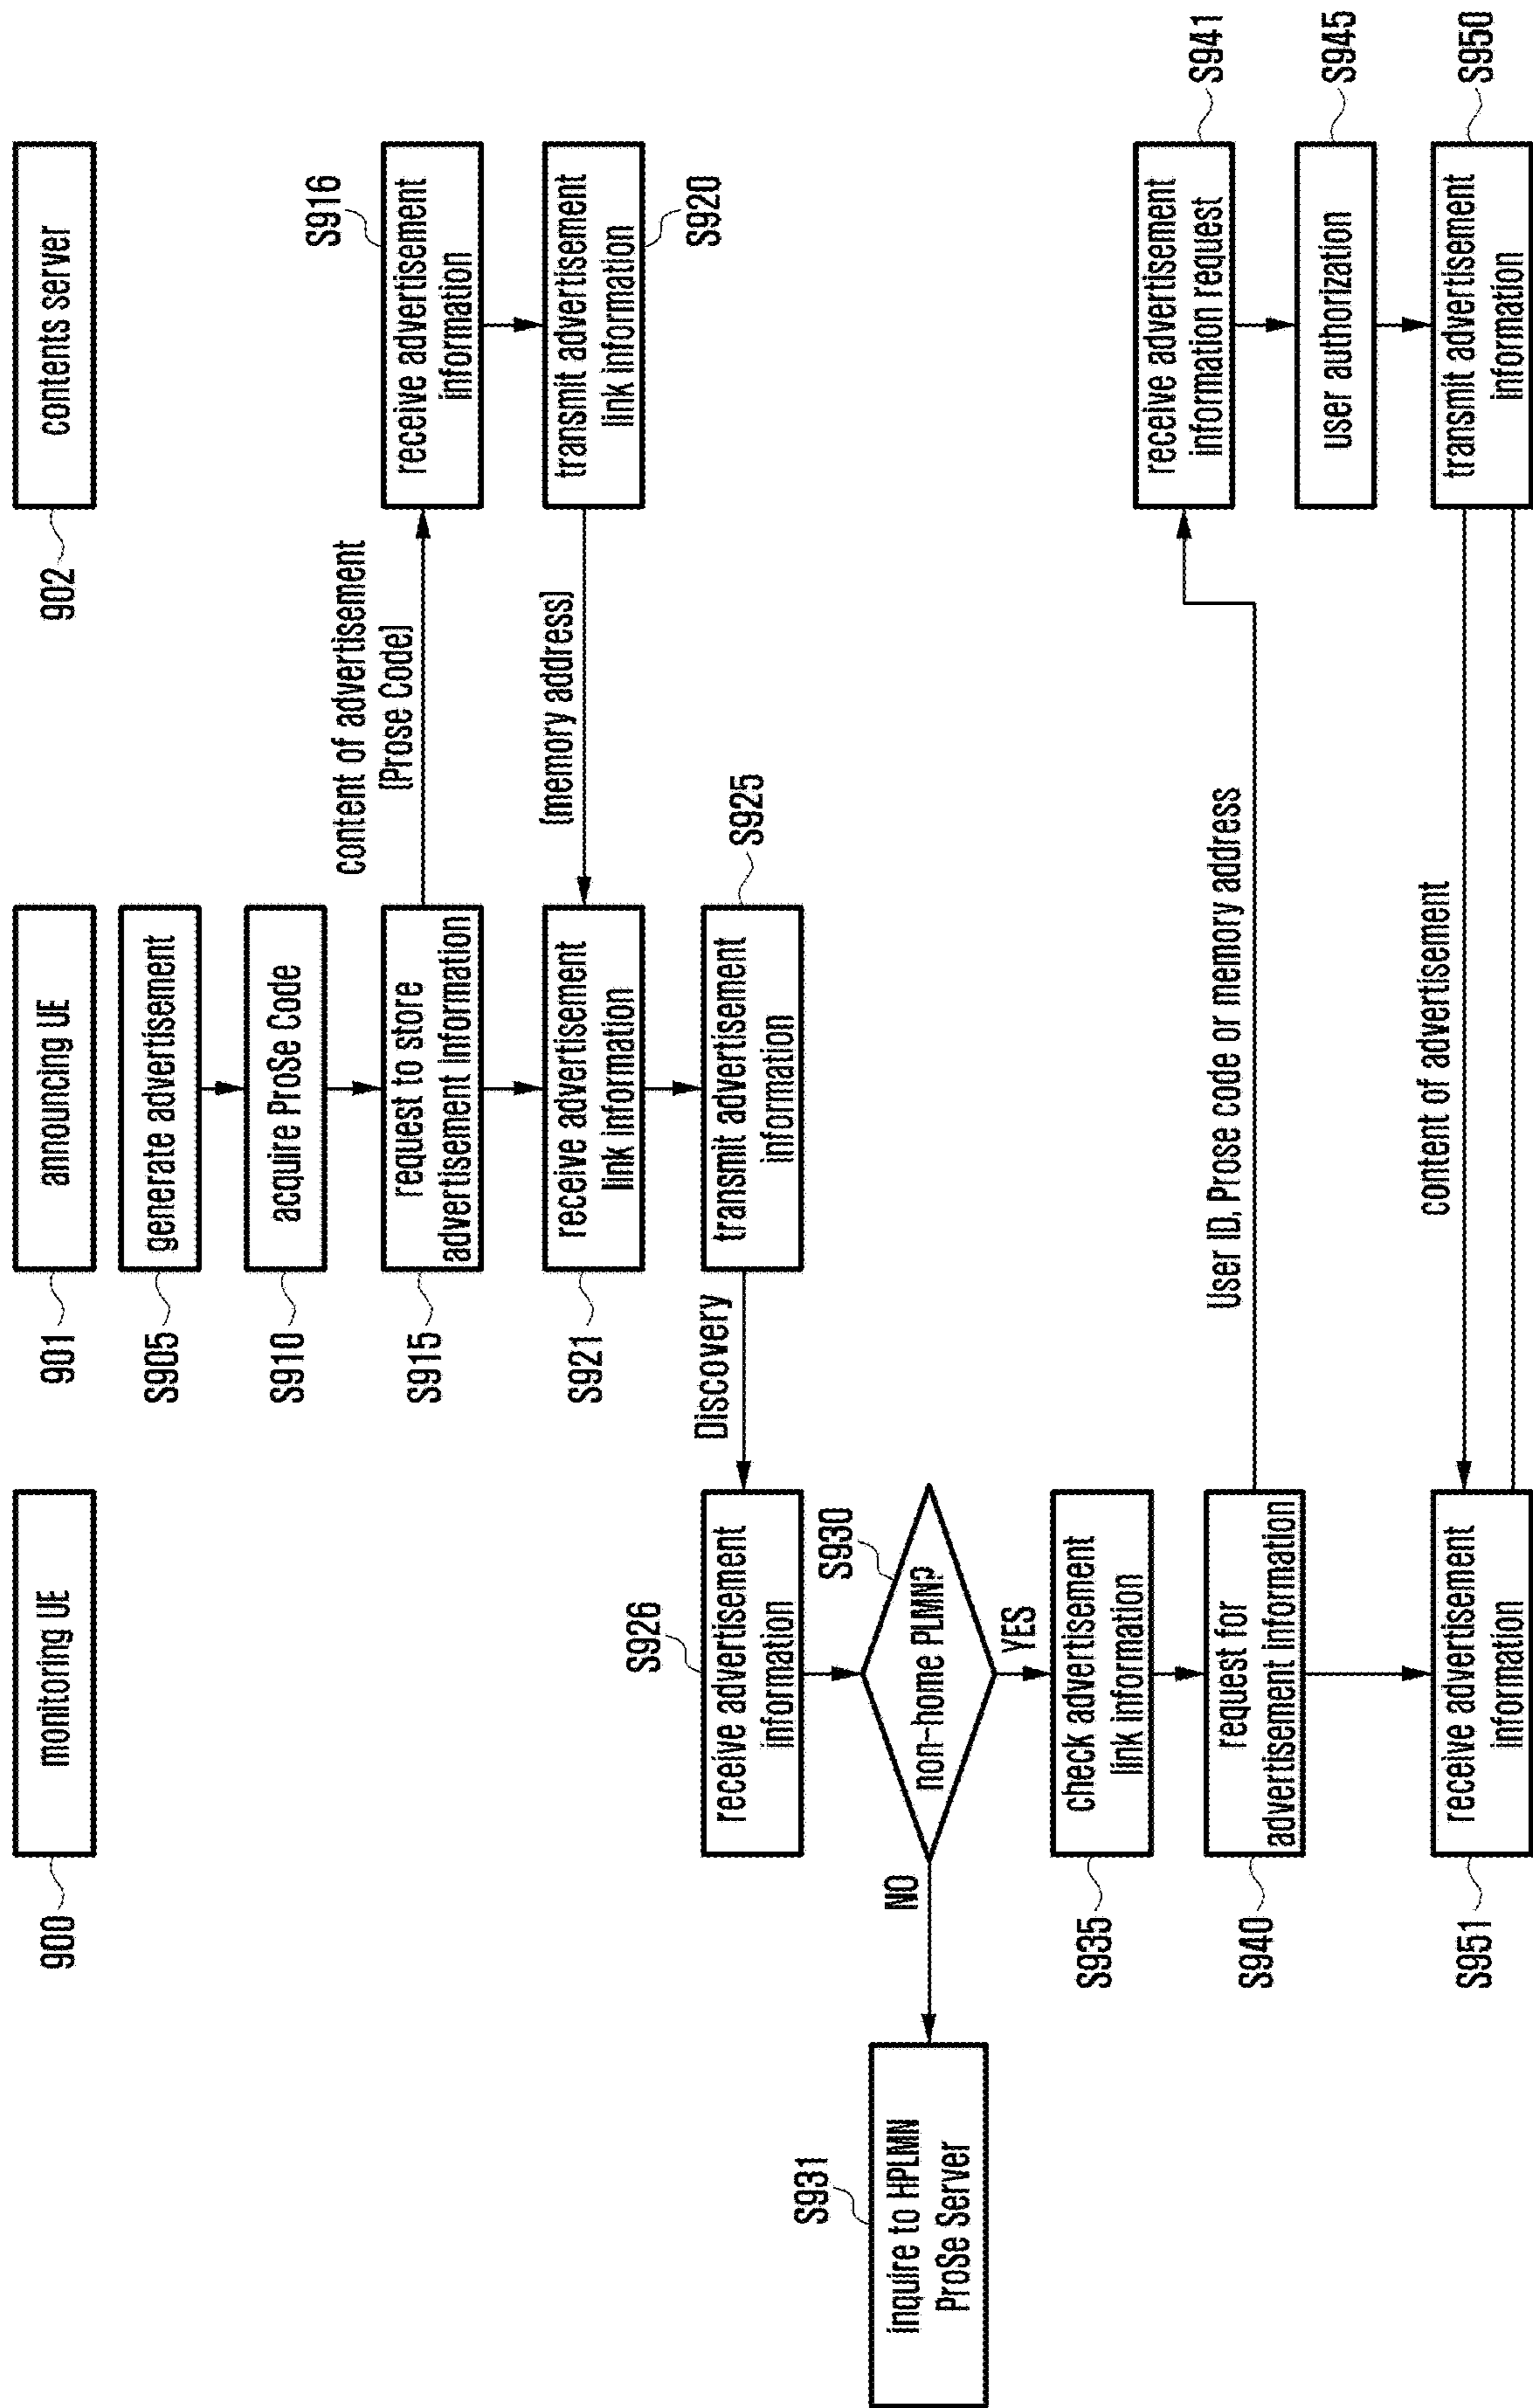 monitoring UE
900
announcing UE
901
contents server
902
generate advertisement
S905
acquire ProSe Code
S910
request to store
advertisement information
S915
content of advertisement
(Prose Code)
S916
receive advertisement
information
transmit advertisement
link information
S920
(memory address)
receive advertisement
link information
S921
transmit advertisement
information
S925
Discovery
S926
receive advertisement
information
S930
non-home PLMN?
NO
YES
S931
inquire to HPLMN
ProSe Server
check advertisement
link information
S935
request for
advertisement information
S940
User ID, Prose code or memory address
receive advertisement
information request
S941
user authorization
S945
transmit advertisement
information
S950
content of advertisement
receive advertisement
information
S951